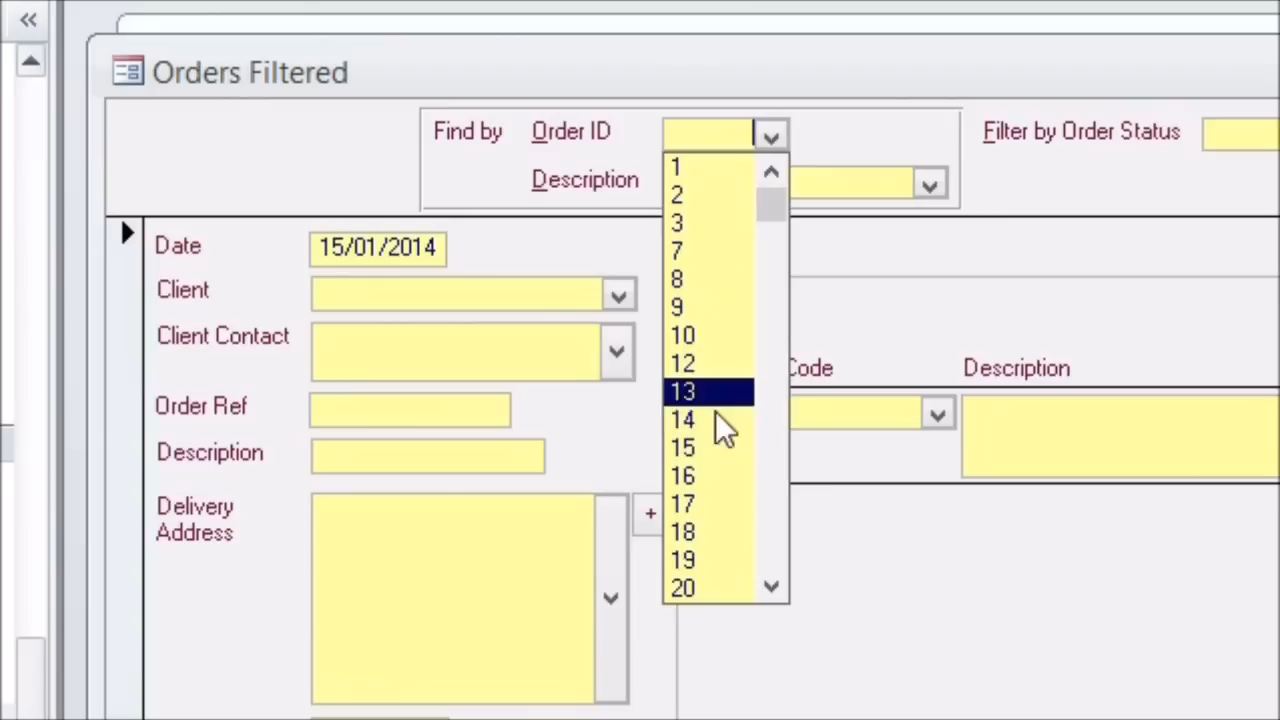 Orders Filtered
Find by Order ID
Filter by Order Status
Description
1
2
3
7
8
9
10
12
13
14
15
16
17
18
19
20
Date 15/01/2014
Client
Client Contact
Code Description
Order Ref
Description
Delivery
Address
+